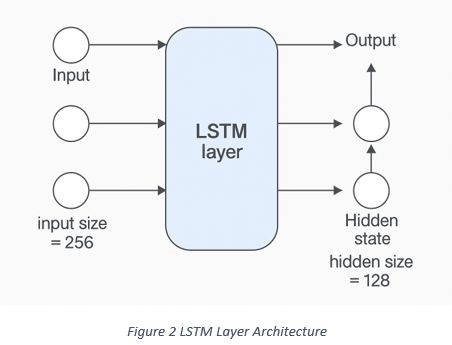 Input
input size
= 256
LSTM
layer
Output
Hidden
state
hidden size
= 128
Figure 2 LSTM Layer Architecture